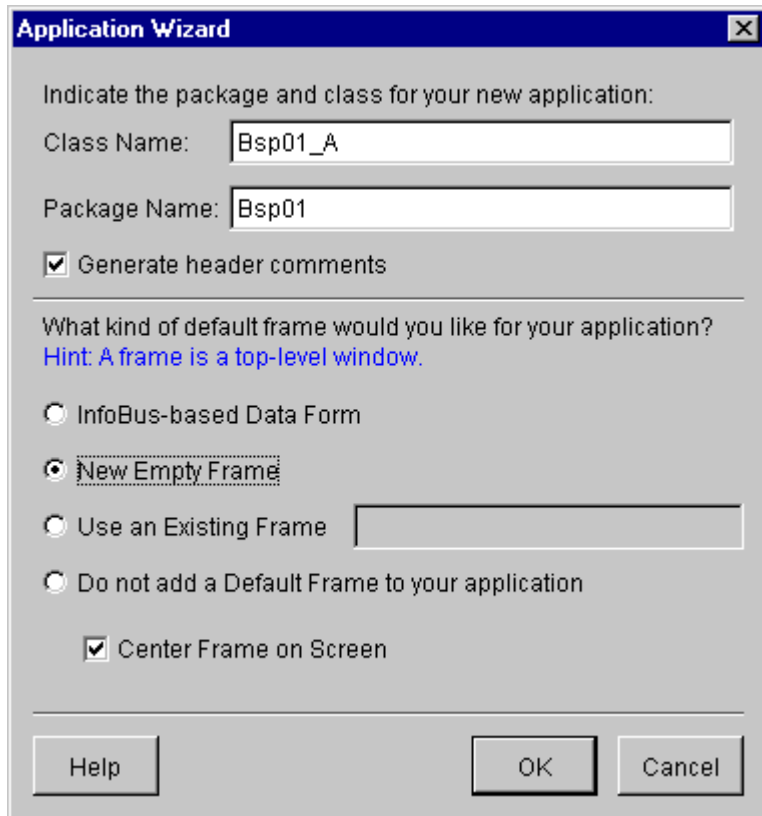 Application Wizard
Indicate the package and class for your new application:
Class Name: Bsp01_A
Package Name: Bsp01
Generate header comments
What kind of default frame would you like for your application?
Hint: A frame is a top-level window.
InfoBus-based Data Form
New Empty Frame
Use an Existing Frame
Do not add a Default Frame to your application
Center Frame on Screen
Help OK Cancel